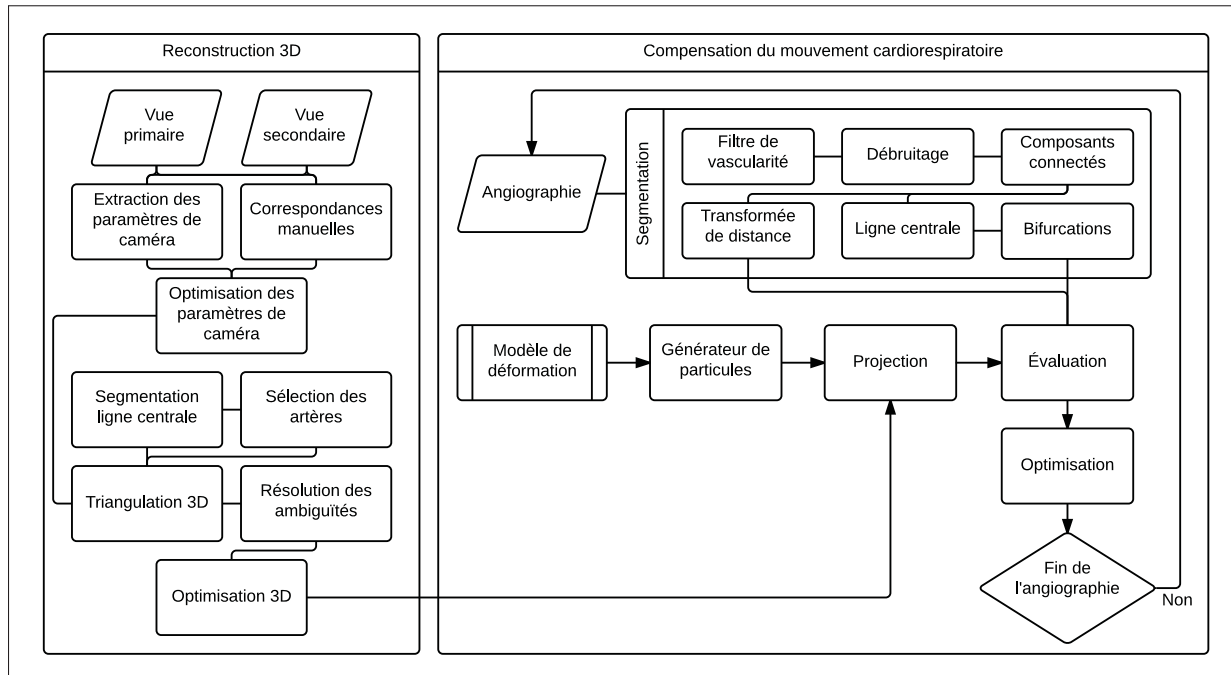 Reconstruction 3D
Vue
primaire
Vue
secondaire
Extraction des
paramètres de
caméra
Correspondances
manuelles
Optimisation des
paramètres de
caméra
Segmentation
ligne centrale
Sélection des
artères
Triangulation 3D
Résolution des
ambiguïtés
Optimisation 3D
Compensation du mouvement cardiorespiratoire
Angiographie
Segmentation
Filtre de
vascularité
Débruitage
Composants
connectés
Transformée
de distance
Ligne centrale
Bifurcations
Modèle de
déformation
Générateur de
particules
Projection
Évaluation
Optimisation
Fin de
l'angiographie
Non